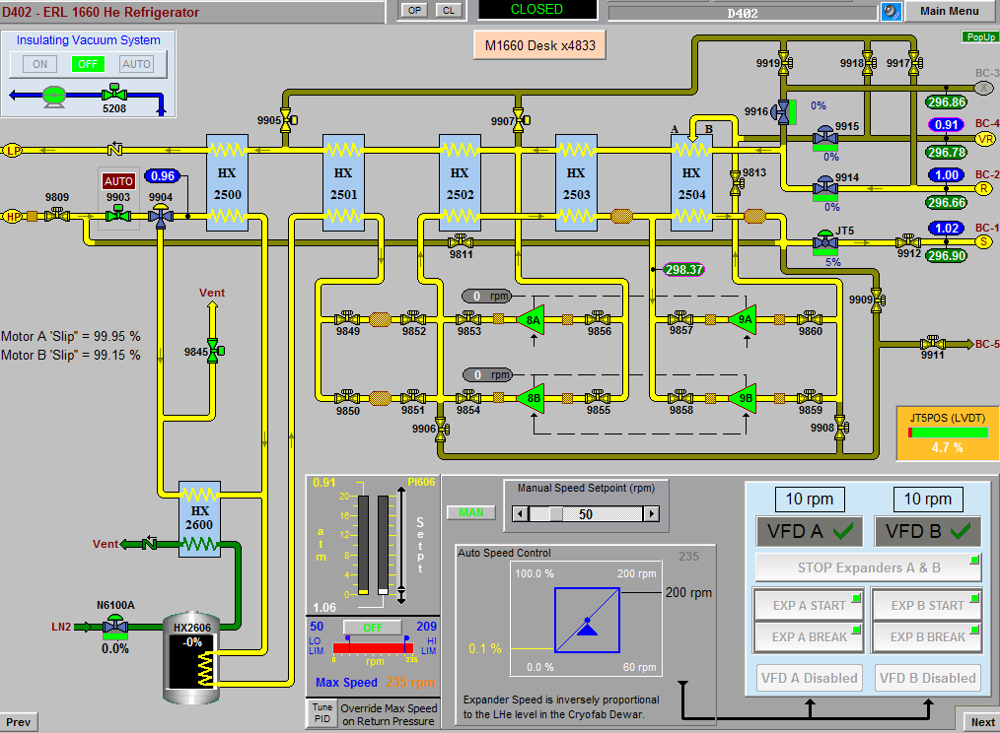 D402 - ERL 1660 He Refrigerator
OP
CL
CLOSED
D402
Main Menu
Insulating Vacuum System
ON
OFF
AUTO
5208
M1660 Desk x4833
PopUp
9919
9918
9917
BC-3
X
296.86
9905
9907
9916
0%
0.91
BC-4
A
B
9915
VR
LP
0%
296.78
HX
2500
HX
2501
HX
2502
HX
2503
HX
2504
9813
1.00
BC-2
AUTO
0.96
9914
R
9809
9903
9904
0%
296.66
HP
1.02
BC-1
JT5
S
9811
9912
5%
296.90
298.37
Vent
0 rpm
9909
8A
9A
Motor A 'Slip" = 99.95 %
9849
9852
9853
9856
9857
9860
BC-5
Motor B 'Slip" = 99.15 %
9845
9911
0 rpm
8B
9B
9850
9851
9854
9855
9858
9859
9906
9908
JT5POS (LVDT)
4.7 %
HX
2600
Vent
N6100A
LN2
0.0%
HX2606
-0%
0.91
PI606
20
16
12
8
4
0
a
t
m
S
e
t
p
t
1.06
50
OFF
209
LO
LIM
HI
LIM
0
rpm
235
Max Speed
235 rpm
Tune
PID
Override Max Speed
on Return Pressure
MAN
Manual Speed Setpoint (rpm)
50
Auto Speed Control
235
100.0 %
200 rpm
200 rpm
0.1 %
0.0 %
60 rpm
Expander Speed is inversely proportional
to the LHe level in the Cryofab Dewar.
10 rpm
10 rpm
VFD A
VFD B
STOP Expanders A & B
EXP A START
EXP B START
EXP A BREAK
EXP B BREAK
VFD A Disabled
VFD B Disabled
Prev
Next